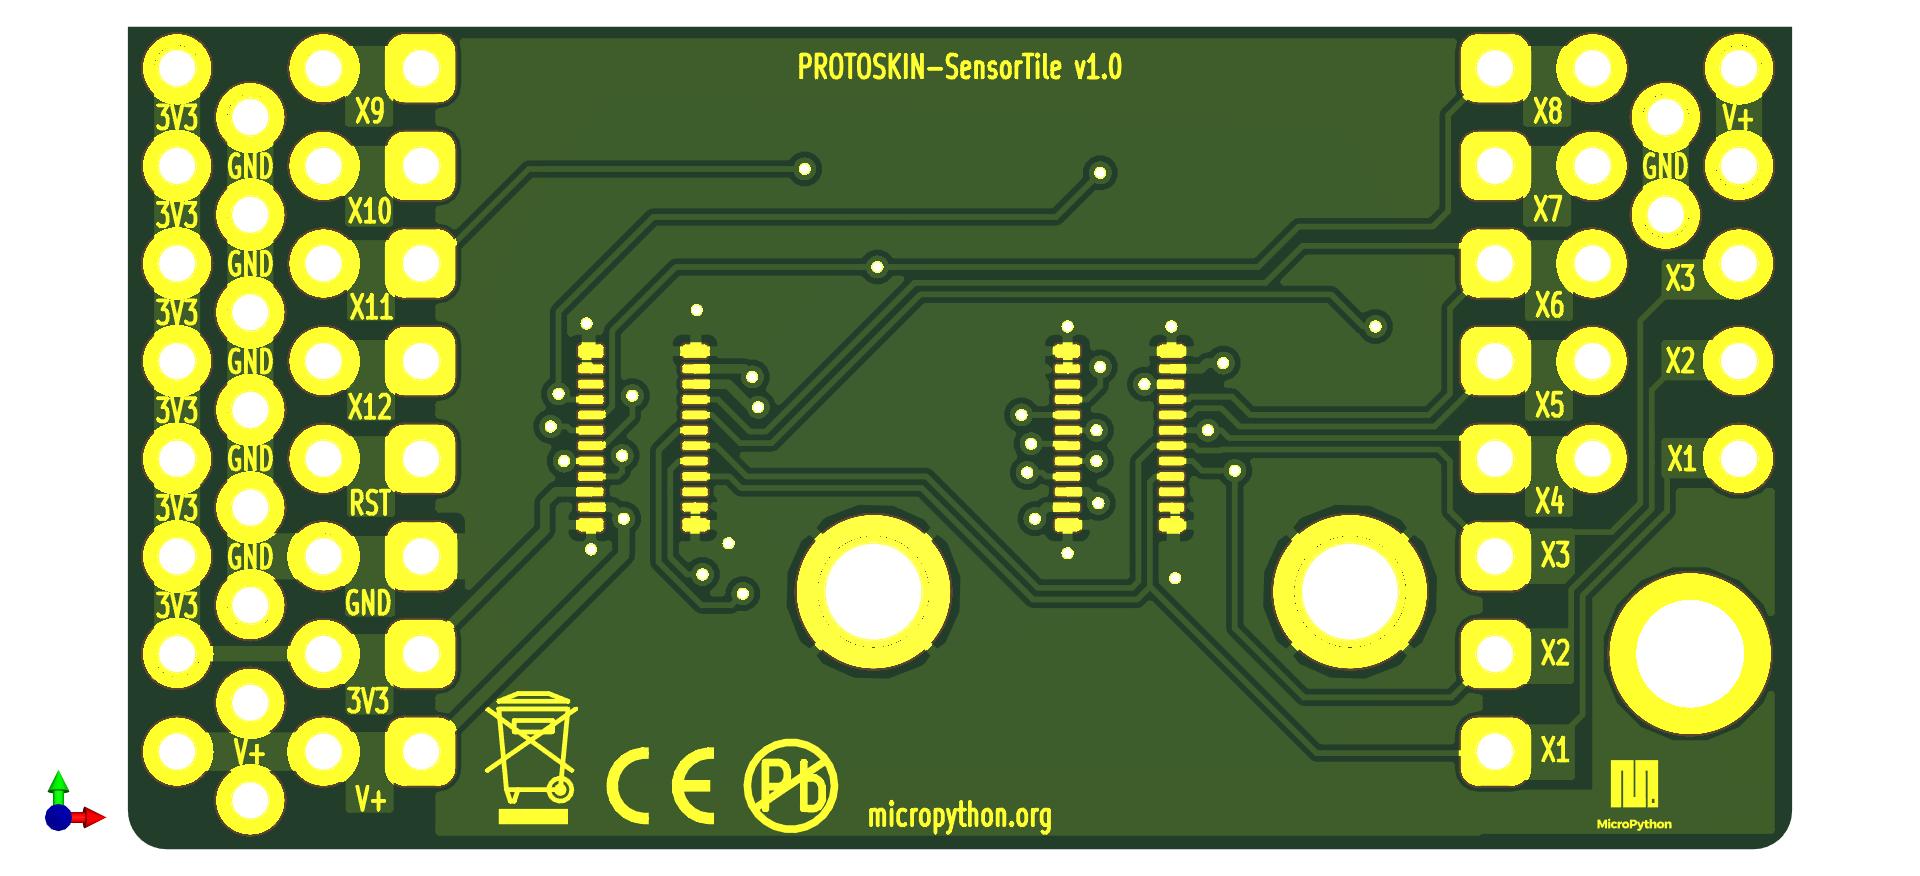 PROTOSKIN-SensorTile v1.0
3V3
X9
X8
V+
GND
GND
3V3
X10
X7
GND
X3
3V3
X11
X6
GND
X2
3V3
X12
X5
GND
X1
3V3
RST
X4
GND
X3
3V3
GND
X2
3V3
V+
X1
V+
CE
Pb
micropython.org
MicroPython